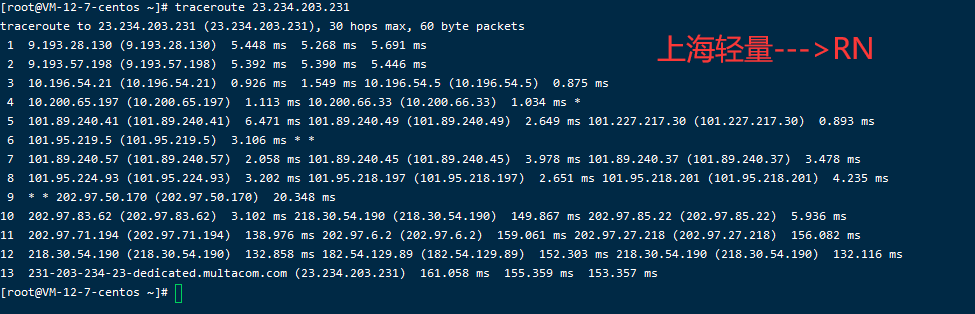 [root@VM-12-7-centos ~]# traceroute 23.234.203.231
traceroute to 23.234.203.231 (23.234.203.231), 30 hops max, 60 byte packets
上海轻量--->RN
1 9.193.28.130 (9.193.28.130) 5.448 ms 5.268 ms 5.691 ms
2 9.193.57.198 (9.193.57.198) 5.392 ms 5.390 ms 5.446 ms
3 10.196.54.21 (10.196.54.21) 0.926 ms 1.549 ms 10.196.54.5 (10.196.54.5) 0.875 ms
4 10.200.65.197 (10.200.65.197) 1.113 ms 10.200.66.33 (10.200.66.33) 1.034 ms *
5 101.89.240.41 (101.89.240.41) 6.471 ms 101.89.240.49 (101.89.240.49) 2.649 ms 101.227.217.30 (101.227.217.30) 0.893 ms
6 101.95.219.5 (101.95.219.5) 3.106 ms * *
7 101.89.240.57 (101.89.240.57) 2.058 ms 101.89.240.45 (101.89.240.45) 3.978 ms 101.89.240.37 (101.89.240.37) 3.478 ms
8 101.95.224.93 (101.95.224.93) 3.202 ms 101.95.218.197 (101.95.218.197) 2.651 ms 101.95.218.201 (101.95.218.201) 4.235 ms
9 * * 202.97.50.170 (202.97.50.170) 20.348 ms
10 202.97.83.62 (202.97.83.62) 3.102 ms 218.30.54.190 (218.30.54.190) 149.867 ms 202.97.85.22 (202.97.85.22) 5.936 ms
11 202.97.71.194 (202.97.71.194) 138.976 ms 202.97.6.2 (202.97.6.2) 159.061 ms 202.97.27.218 (202.97.27.218) 156.082 ms
12 218.30.54.190 (218.30.54.190) 132.858 ms 182.54.129.89 (182.54.129.89) 152.303 ms 218.30.54.190 (218.30.54.190) 132.116 ms
13 231-203-234-23-dedicated.multacom.com (23.234.203.231) 161.058 ms 155.359 ms 153.357 ms
[root@VM-12-7-centos ~]#